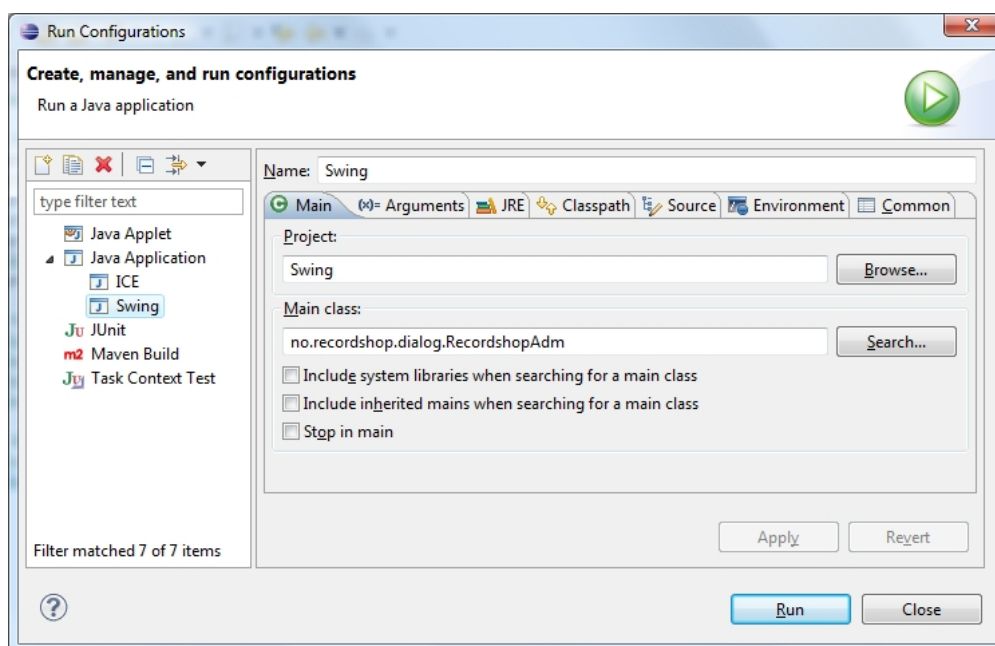 Run Configurations
Create, manage, and run configurations
Run a Java application
type filter text
Java Applet
Java Application
ICE
Swing
Ju JUnit
m2 Maven Build
Ju Task Context Test
Filter matched 7 of 7 items
Name: Swing
Main (x)= Arguments JRE Classpath Source Environment Common
Project:
Swing Browse...
Main class:
no.recordshop.dialog.RecordshopAdm Search...
Include system libraries when searching for a main class
Include inherited mains when searching for a main class
Stop in main
Apply Revert
Run Close